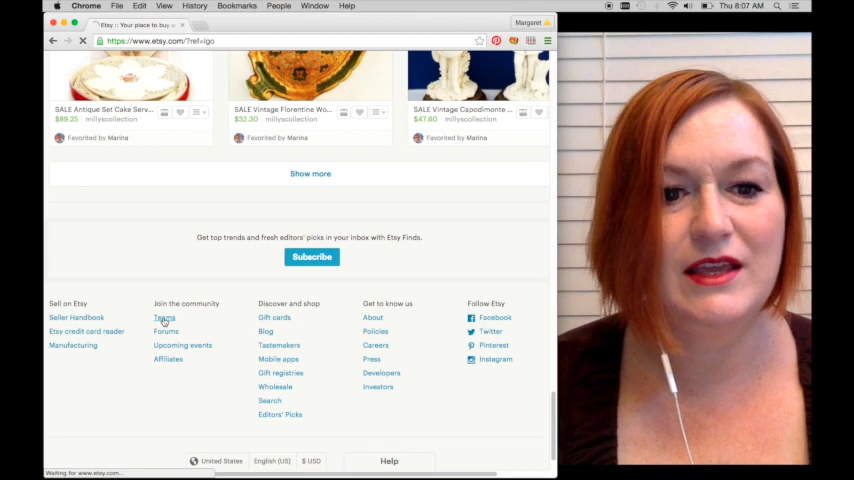 Chrome File Edit View History Bookmarks People Window Help Thu 8:07 AM
Etsy :: Your place to buy a
Margaret
https://www.etsy.com/?ref=lgo
SALE Antique Set Cake Serv... SALE Vintage Florentine Wo... SALE Vintage Capodimonte ...
$89.25 millyscollection $32.30 millyscollection $47.60 millyscollection
Favorited by Marina Favorited by Marina Favorited by Marina
Show more
Get top trends and fresh editors' picks in your inbox with Etsy Finds.
Subscribe
Sell on Etsy Join the community Discover and shop Get to know us Follow Etsy
Seller Handbook Teams Gift cards About Facebook
Etsy credit card reader Forums Blog Policies Twitter
Manufacturing Upcoming events Tastemakers Careers Pinterest
Affiliates Mobile apps Press Instagram
Gift registries Developers
Wholesale Investors
Search
Editors' Picks
United States English (US) $ USD Help
Waiting for www.etsy.com...